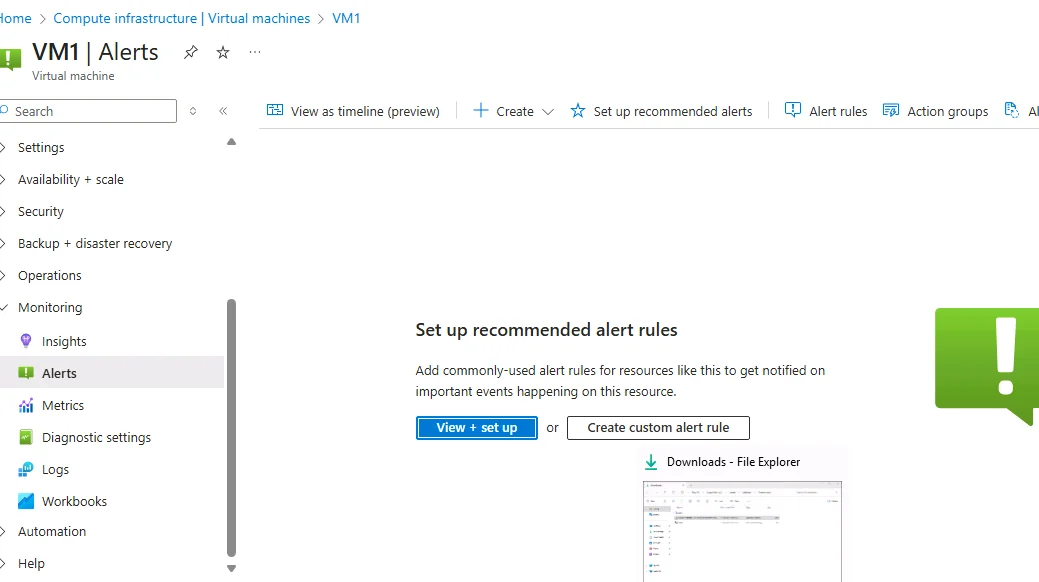 Home > Compute infrastructure | Virtual machines > VM1
VM1 | Alerts
Virtual machine
Search
View as timeline (preview)
Create
Set up recommended alerts
Alert rules
Action groups
Settings
Availability + scale
Security
Backup + disaster recovery
Operations
Monitoring
Insights
Alerts
Metrics
Diagnostic settings
Logs
Workbooks
Automation
Help
Set up recommended alert rules
Add commonly-used alert rules for resources like this to get notified on
important events happening on this resource.
View + set up or Create custom alert rule
Downloads - File Explorer